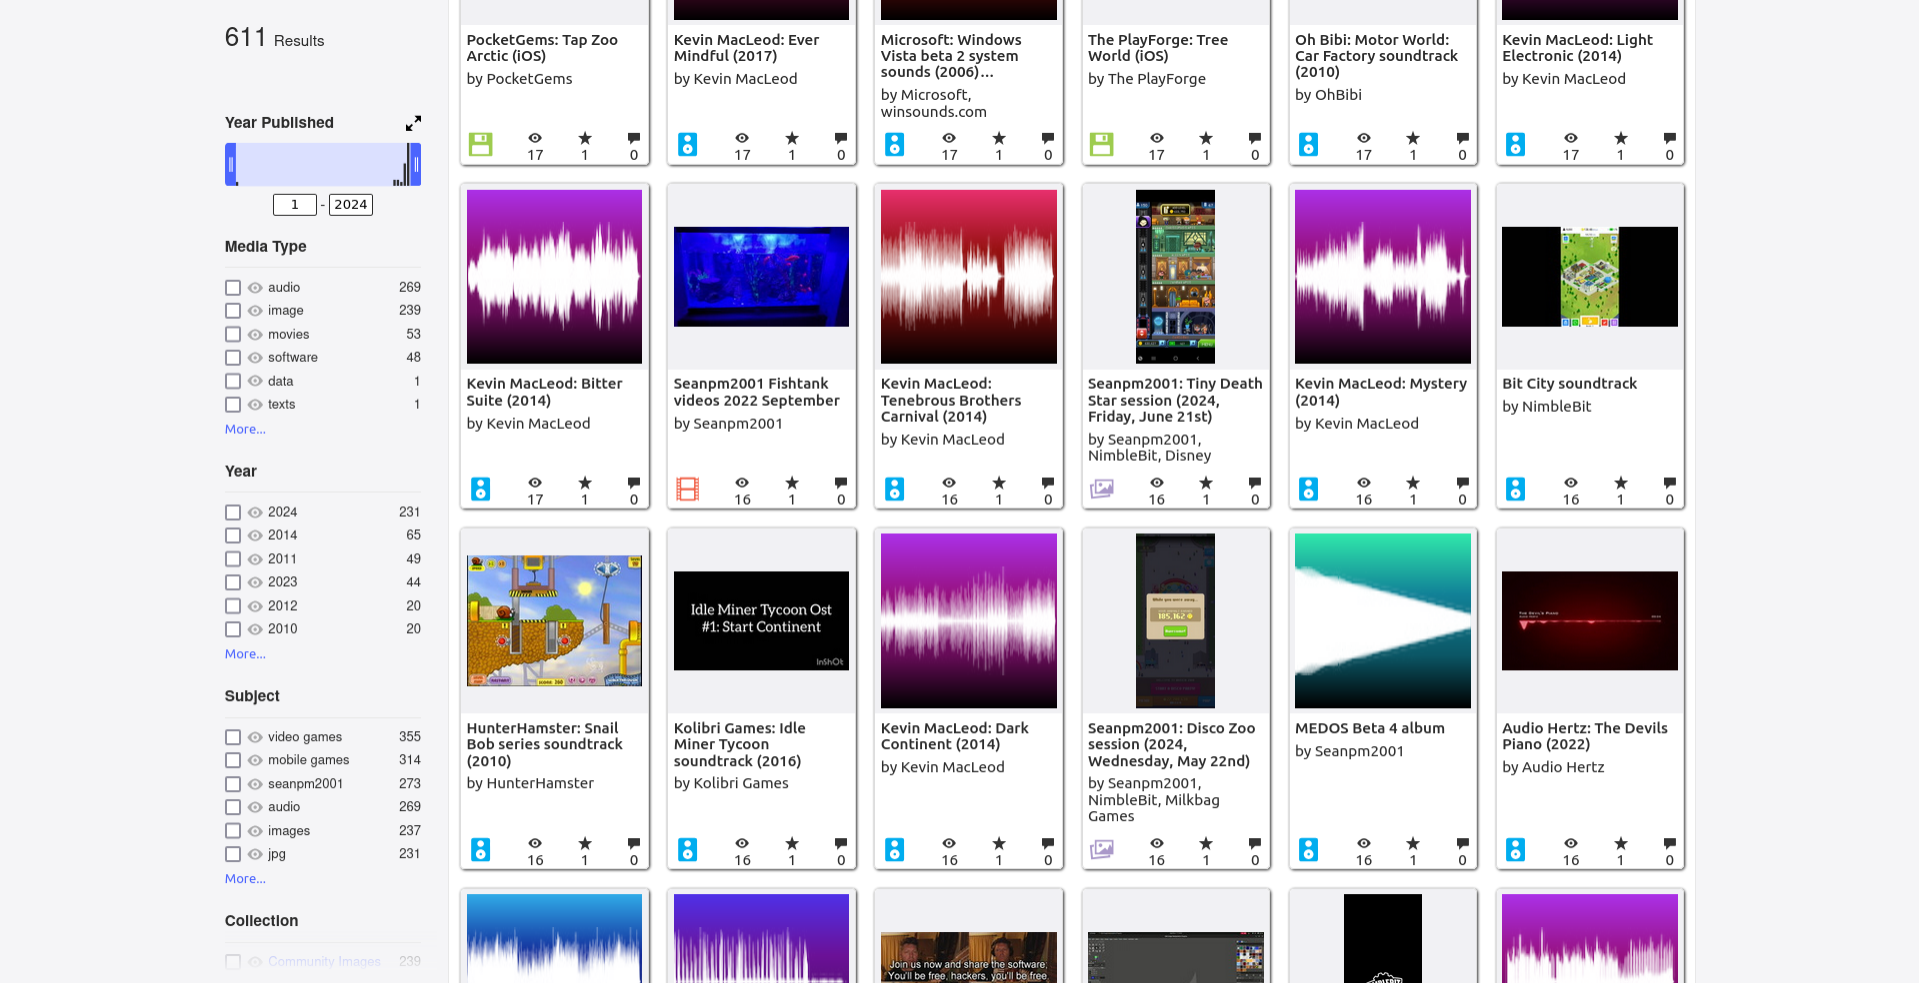 611 Results
Year Published
1 - 2024
Media Type
audio 269
image 239
movies 53
software 48
data 1
texts 1
More...
Year
2024 231
2014 65
2011 49
2023 44
2012 20
2010 20
More...
Subject
video games 355
mobile games 314
seanpm2001 273
audio 269
images 237
jpg 231
More...
Collection
Community Images 239
PocketGems: Tap Zoo
Arctic (iOS)
by PocketGems
17 1 0
Kevin MacLeod: Ever
Mindful (2017)
by Kevin MacLeod
17 1 0
Microsoft: Windows
Vista beta 2 system
sounds (2006)...
by Microsoft,
winsounds.com
17 1 0
The PlayForge: Tree
World (iOS)
by The PlayForge
17 1 0
Oh Bibi: Motor World:
Car Factory soundtrack
(2010)
by OhBibi
17 1 0
Kevin MacLeod: Light
Electronic (2014)
by Kevin MacLeod
17 1 0
Kevin MacLeod: Bitter
Suite (2014)
by Kevin MacLeod
17 1 0
Seanpm2001 Fishtank
videos 2022 September
by Seanpm2001
16 1 0
Kevin MacLeod:
Tenebrous Brothers
Carnival (2014)
by Kevin MacLeod
16 1 0
Seanpm2001: Tiny Death
Star session (2024,
Friday, June 21st)
by Seanpm2001,
NimbleBit, Disney
16 1 0
Kevin MacLeod: Mystery
(2014)
by Kevin MacLeod
16 1 0
Bit City soundtrack
by NimbleBit
16 1 0
HunterHamster: Snail
Bob series soundtrack
(2010)
by HunterHamster
16 1 0
Idle Miner Tycoon Ost
#1: Start Continent
InShOt
Kolibri Games: Idle
Miner Tycoon
soundtrack (2016)
by Kolibri Games
16 1 0
Kevin MacLeod: Dark
Continent (2014)
by Kevin MacLeod
16 1 0
185,162
Seanpm2001: Disco Zoo
session (2024,
Wednesday, May 22nd)
by Seanpm2001,
NimbleBit, Milkbag
Games
16 1 0
MEDOS Beta 4 album
by Seanpm2001
16 1 0
Audio Hertz: The Devils
Piano (2022)
by Audio Hertz
16 1 0
Join us now and share the software;
You'll be free, hackers, you'll be free.